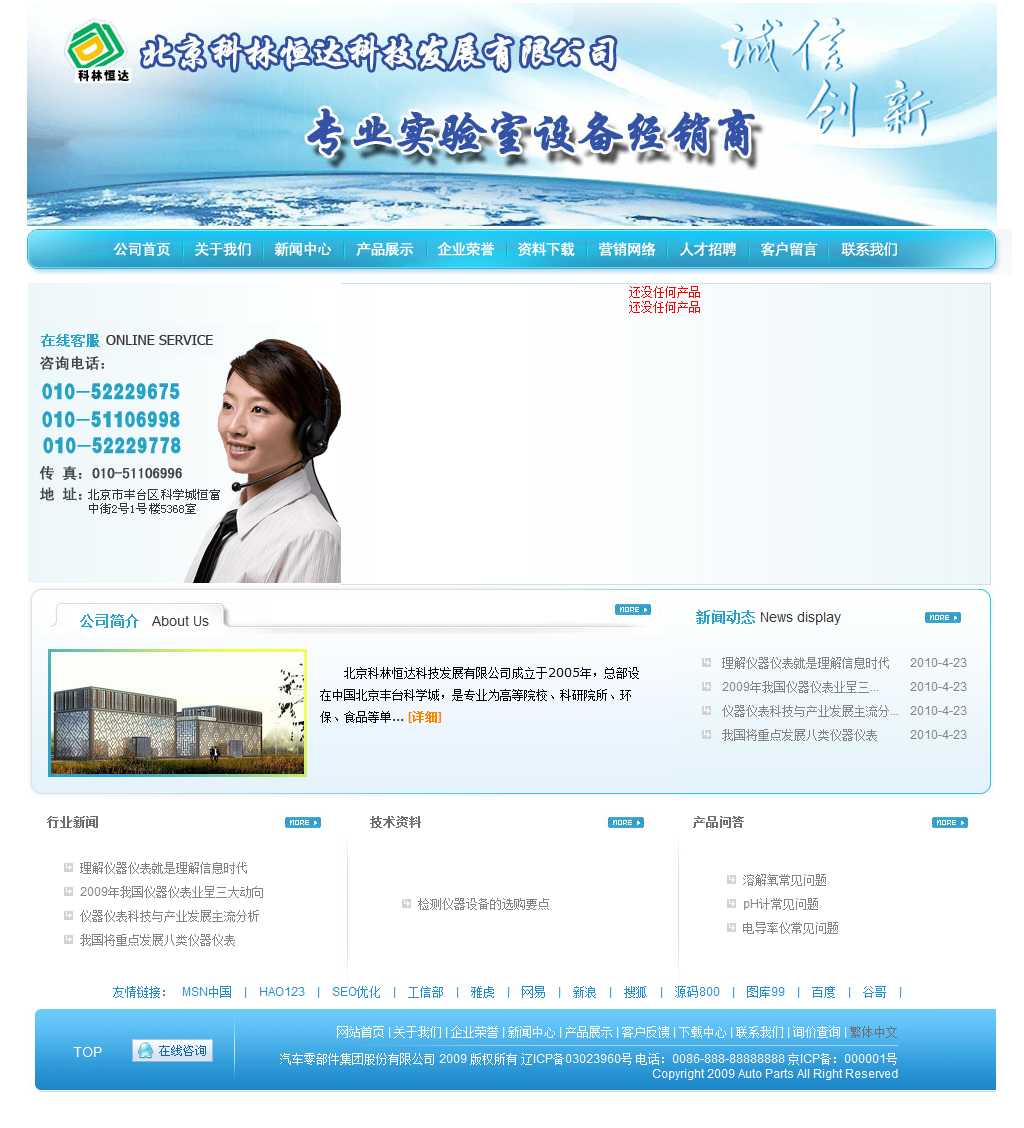 科林恒达
北京科林恒达科技发展有限公司
诚信
创新
专业实验室设备经销商
公司首页 关于我们 新闻中心 产品展示 企业荣誉 资料下载 营销网络 人才招聘 客户留言 联系我们
还没任何产品
还没任何产品
在线客服 ONLINE SERVICE
咨询电话：
010-52229675
010-51106998
010-52229778
传 真：010-51106996
地 址：北京市丰台区科学城恒富
中街2号1号楼5368室
公司简介 About Us
MORE
新闻动态 News display
MORE
北京科林恒达科技发展有限公司成立于2005年，总部设
在中国北京丰台科学城，是专业为高等院校、科研院所、环
保、食品等单... [详细]
理解仪器仪表就是理解信息时代 2010-4-23
2009年我国仪器仪表业呈三... 2010-4-23
仪器仪表科技与产业发展主流分... 2010-4-23
我国将重点发展八类仪器仪表 2010-4-23
行业新闻 MORE
理解仪器仪表就是理解信息时代
2009年我国仪器仪表业呈三大动向
仪器仪表科技与产业发展主流分析
我国将重点发展八类仪器仪表
技术资料 MORE
检测仪器设备的选购要点
产品问答 MORE
溶解氧常见问题
pH计常见问题
电导率仪常见问题
友情链接： MSN中国 | HAO123 | SEO优化 | 工信部 | 雅虎 | 网易 | 新浪 | 搜狐 | 源码800 | 图库99 | 百度 | 谷哥 |
TOP
在线咨询
网站首页 | 关于我们 | 企业荣誉 | 新闻中心 | 产品展示 | 客户反馈 | 下载中心 | 联系我们 | 询价查询 | 繁体中文
汽车零部件集团股份有限公司 2009 版权所有 辽ICP备03023960号 电话：0086-888-88888888 京ICP备：000001号
Copyright 2009 Auto Parts All Right Reserved